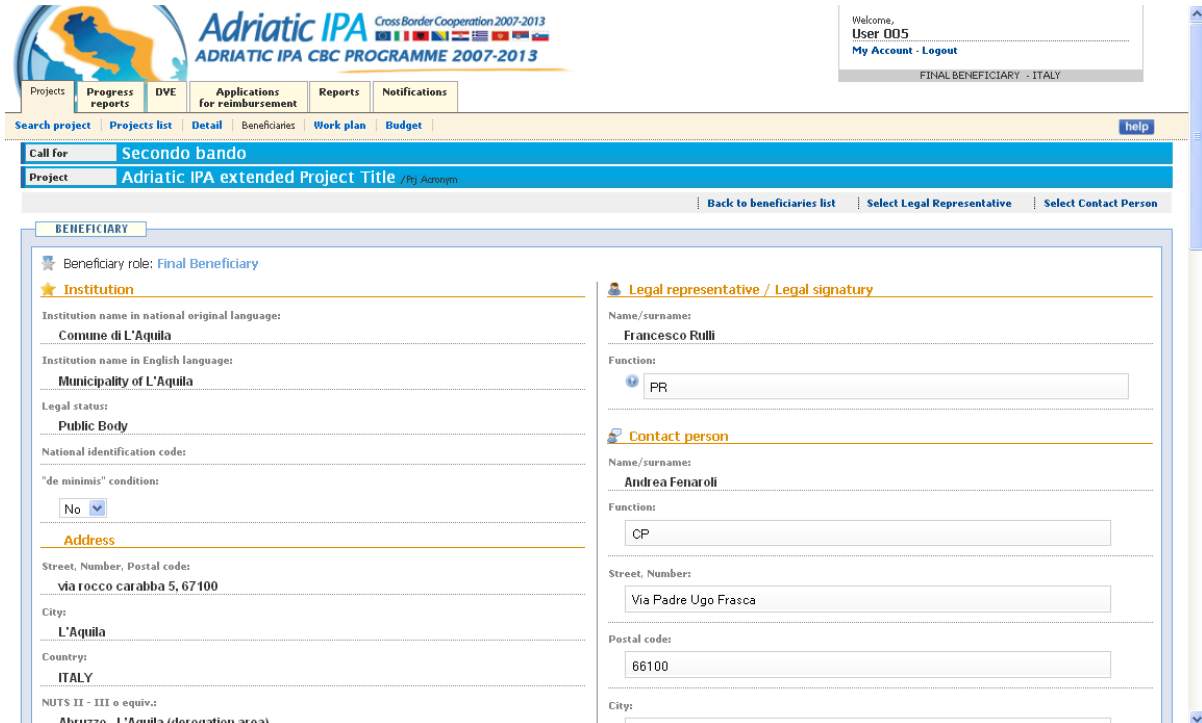 Adriatic IPA Cross Border Cooperation 2007-2013
ADRIATIC IPA CBC PROGRAMME 2007-2013
Welcome,
User 005
My Account - Logout
FINAL BENEFICIARY - ITALY
Projects
Progress reports
DVE
Applications for reimbursement
Reports
Notifications
Search project
Projects list
Detail
Beneficiaries
Work plan
Budget
help
Call for
Secondo bando
Project
Adriatic IPA extended Project Title /Prj Acronym
Back to beneficiaries list
Select Legal Representative
Select Contact Person
BENEFICIARY
Beneficiary role: Final Beneficiary
Institution
Institution name in national original language:
Comune di L'Aquila
Institution name in English language:
Municipality of L'Aquila
Legal status:
Public Body
National identification code:
"de minimis" condition:
No
Address
Street, Number, Postal code:
via rocco carabba 5, 67100
City:
L'Aquila
Country:
ITALY
NUTS II - III o equiv.:
Abruzzo - L'Aquila (derogation area)
Legal representative / Legal signatury
Name/surname:
Francesco Rulli
Function:
PR
Contact person
Name/surname:
Andrea Fenaroli
Function:
CP
Street, Number:
Via Padre Ugo Frasca
Postal code:
66100
City: